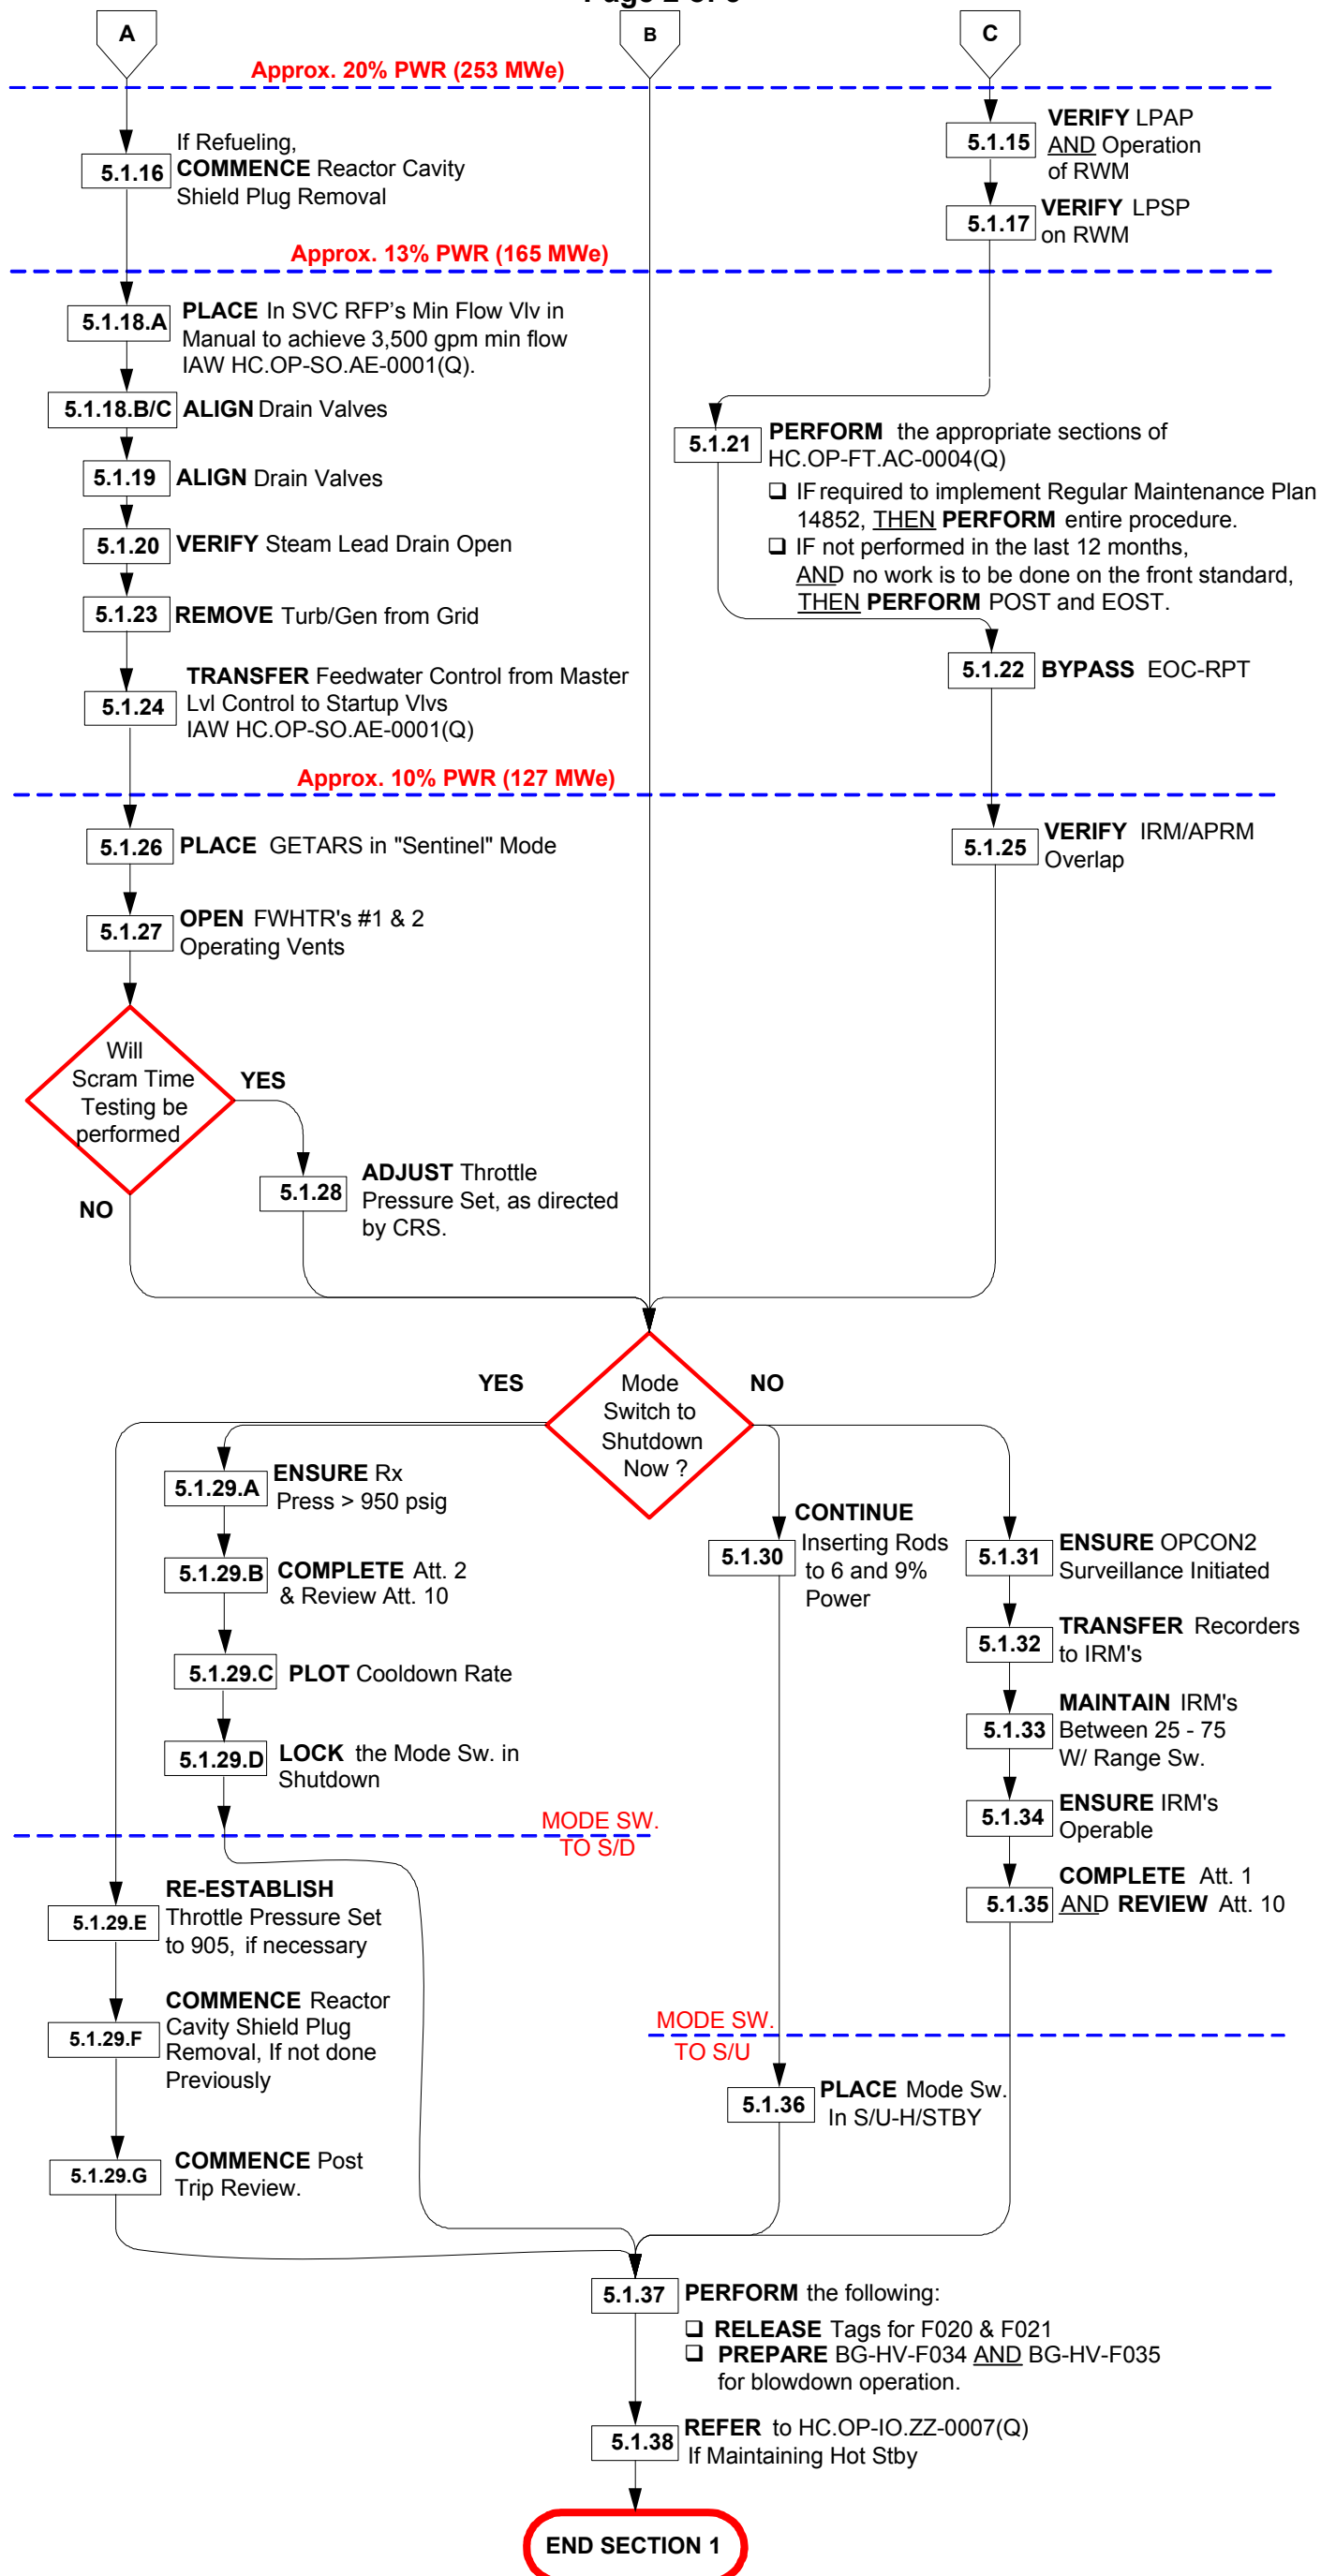 A
B
C
Approx. 20% PWR (253 MWe)
5.1.16
If Refueling,
COMMENCE Reactor Cavity
Shield Plug Removal
5.1.15
VERIFY LPAP
AND Operation
of RWM
5.1.17
VERIFY LPSP
on RWM
Approx. 13% PWR (165 MWe)
5.1.18.A
PLACE In SVC RFP's Min Flow Vlv in
Manual to achieve 3,500 gpm min flow
IAW HC.OP-SO.AE-0001(Q).
5.1.18.B/C
ALIGN Drain Valves
5.1.19
ALIGN Drain Valves
5.1.20
VERIFY Steam Lead Drain Open
5.1.23
REMOVE Turb/Gen from Grid
5.1.24
TRANSFER Feedwater Control from Master
Lvl Control to Startup Vlvs
IAW HC.OP-SO.AE-0001(Q)
5.1.21
PERFORM the appropriate sections of
HC.OP-FT.AC-0004(Q)
❑ IF required to implement Regular Maintenance Plan
14852, THEN PERFORM entire procedure.
❑ IF not performed in the last 12 months,
AND no work is to be done on the front standard,
THEN PERFORM POST and EOST.
5.1.22
BYPASS EOC-RPT
Approx. 10% PWR (127 MWe)
5.1.26
PLACE GETARS in "Sentinel" Mode
5.1.27
OPEN FWHTR's #1 & 2
Operating Vents
5.1.25
VERIFY IRM/APRM
Overlap
Will
Scram Time
Testing be
performed
YES
NO
5.1.28
ADJUST Throttle
Pressure Set, as directed
by CRS.
Mode
Switch to
Shutdown
Now ?
YES
NO
5.1.29.A
ENSURE Rx
Press > 950 psig
5.1.29.B
COMPLETE Att. 2
& Review Att. 10
5.1.29.C
PLOT Cooldown Rate
5.1.29.D
LOCK the Mode Sw. in
Shutdown
MODE SW.
TO S/D
5.1.29.E
RE-ESTABLISH
Throttle Pressure Set
to 905, if necessary
5.1.29.F
COMMENCE Reactor
Cavity Shield Plug
Removal, If not done
Previously
5.1.29.G
COMMENCE Post
Trip Review.
5.1.30
CONTINUE
Inserting Rods
to 6 and 9%
Power
5.1.31
ENSURE OPCON2
Surveillance Initiated
5.1.32
TRANSFER Recorders
to IRM's
5.1.33
MAINTAIN IRM's
Between 25 - 75
W/ Range Sw.
5.1.34
ENSURE IRM's
Operable
5.1.35
COMPLETE Att. 1
AND REVIEW Att. 10
MODE SW.
TO S/U
5.1.36
PLACE Mode Sw.
In S/U-H/STBY
5.1.37
PERFORM the following:
❑ RELEASE Tags for F020 & F021
❑ PREPARE BG-HV-F034 AND BG-HV-F035
for blowdown operation.
5.1.38
REFER to HC.OP-IO.ZZ-0007(Q)
If Maintaining Hot Stby
END SECTION 1